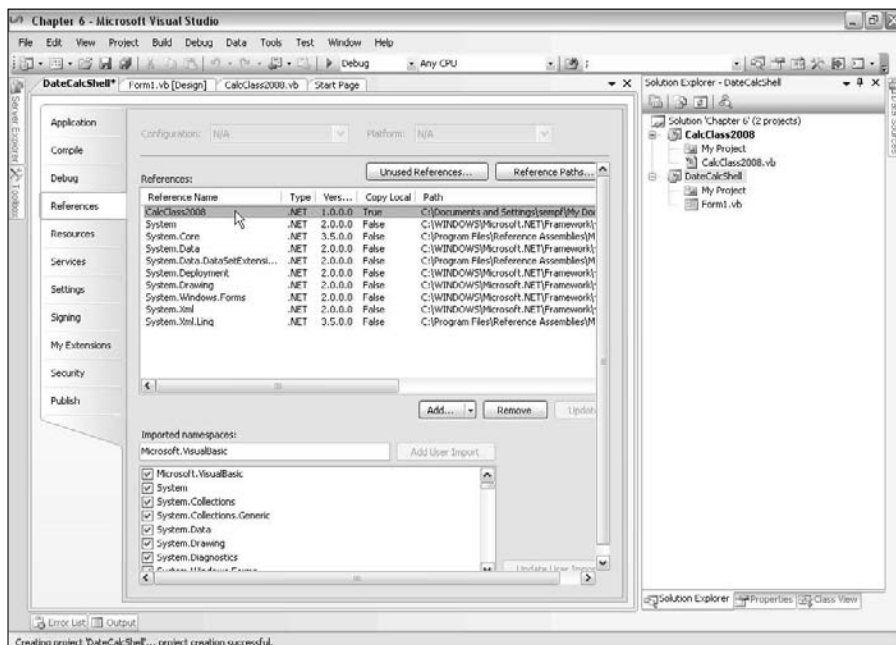 Chapter 6 - Microsoft Visual Studio
File Edit View Project Build Debug Data Tools Test Window Help
Debug Any CPU
DateCalcShell* Form1.vb [Design] CalcClass2008.vb Start Page
Server Explorer
Toolbox
Application
Compile
Debug
References
Resources
Services
Settings
Signing
My Extensions
Security
Publish
Configuration: N/A Platform: N/A
References:
Unused References... Reference Paths...
Reference Name Type Vers... Copy Local Path
CalcClass2008 .NET 1.0.0.0 True C:\Documents and Settings\sempf\My Do
System .NET 2.0.0.0 False C:\WINDOWS\Microsoft.NET\Framework\
System.Core .NET 3.5.0.0 False C:\Program Files\Reference Assemblies\M
System.Data .NET 2.0.0.0 False C:\WINDOWS\Microsoft.NET\Framework\
System.Data.DataSetExtensi... .NET 3.5.0.0 False C:\Program Files\Reference Assemblies\M
System.Deployment .NET 2.0.0.0 False C:\WINDOWS\Microsoft.NET\Framework\
System.Drawing .NET 2.0.0.0 False C:\WINDOWS\Microsoft.NET\Framework\
System.Windows.Forms .NET 2.0.0.0 False C:\WINDOWS\Microsoft.NET\Framework\
System.Xml .NET 2.0.0.0 False C:\WINDOWS\Microsoft.NET\Framework\
System.Xml.Linq .NET 3.5.0.0 False C:\Program Files\Reference Assemblies\M
Add... Remove Updat
Imported namespaces:
Microsoft.VisualBasic Add User Import
Microsoft.VisualBasic
System
System.Collections
System.Collections.Generic
System.Data
System.Drawing
System.Diagnostics
System.Windows.Forms
Update User Impor
Solution Explorer - DateCalcShell
Solution 'Chapter 6' (2 projects)
CalcClass2008
My Project
CalcClass2008.vb
DateCalcShell
My Project
Form1.vb
Solution Explorer Properties Class View
Error List Output
Creating project 'DateCalcShell'... project creation successful.